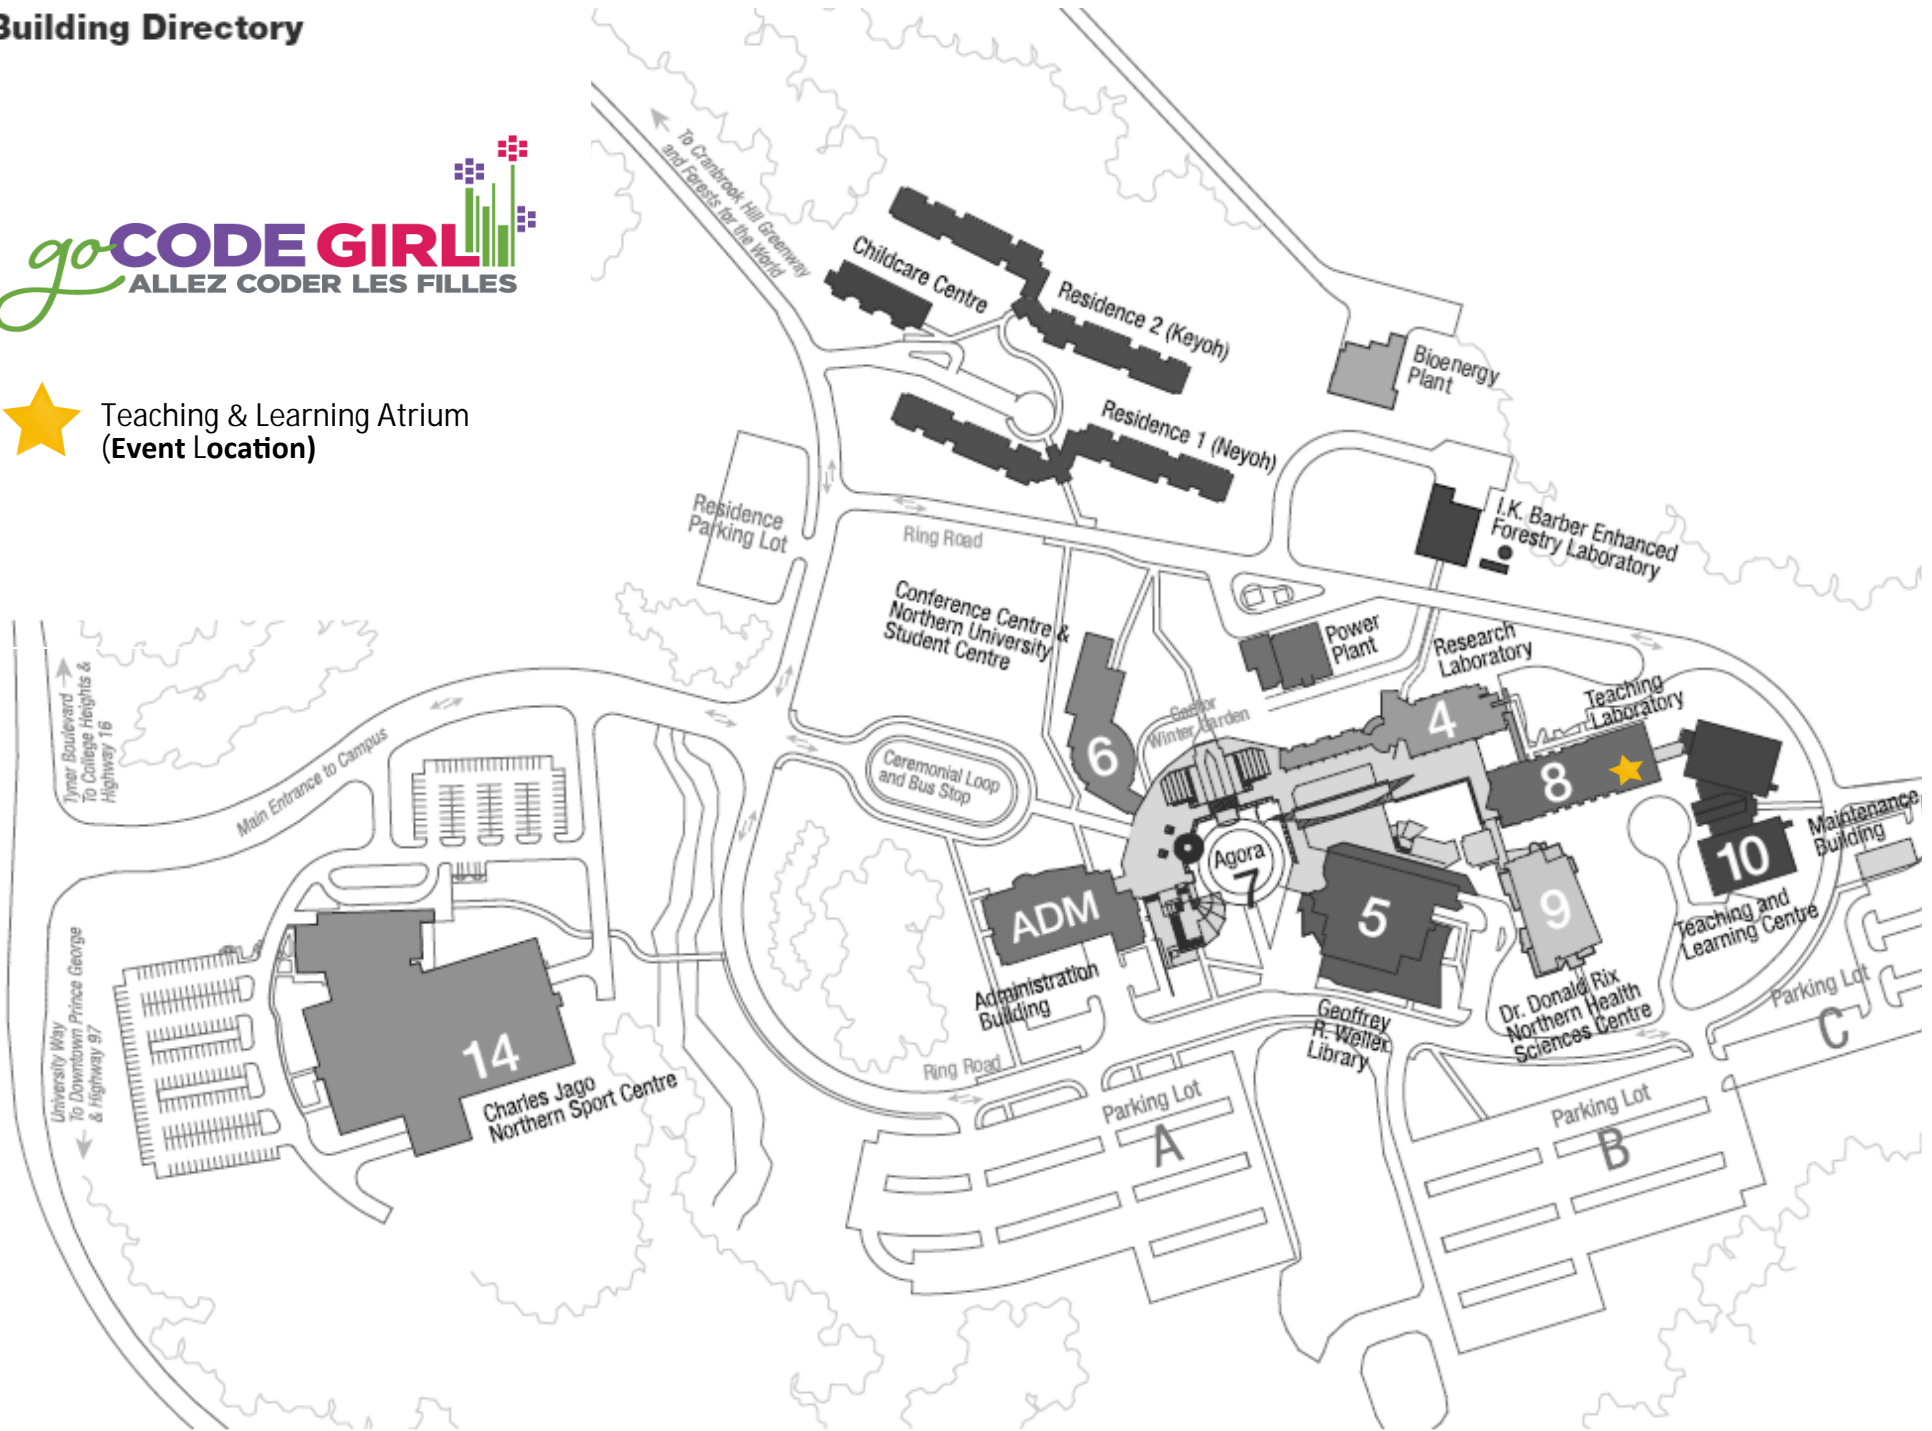 Building Directory
go CODE GIRL
ALLEZ CODER LES FILLES
Teaching & Learning Atrium
(Event Location)
To Cranbrook Hill Greenway
and Forests for the World
Childcare Centre
Residence 2 (Keyoh)
Bioenergy
Plant
Residence 1 (Neyoh)
Residence
Parking Lot
Ring Road
I.K. Barber Enhanced
Forestry Laboratory
Conference Centre &
Northern University
Student Centre
Power
Plant
Research
Laboratory
Teaching
Laboratory
Tyner Boulevard
To College Heights &
Highway 16
Main Entrance to Campus
Winter Garden
4
6
8
Ceremonial Loop
and Bus Stop
Maintenance
Building
Agora
7
10
ADM
5
9
Teaching and
Learning Centre
Administration
Building
University Way
To Downtown Prince George
& Highway 97
14
Charles Jago
Northern Sport Centre
Geoffrey
R. Weller
Library
Dr. Donald Rix
Northern Health
Sciences Centre
Parking Lot
C
Ring Road
Parking Lot
A
Parking Lot
B